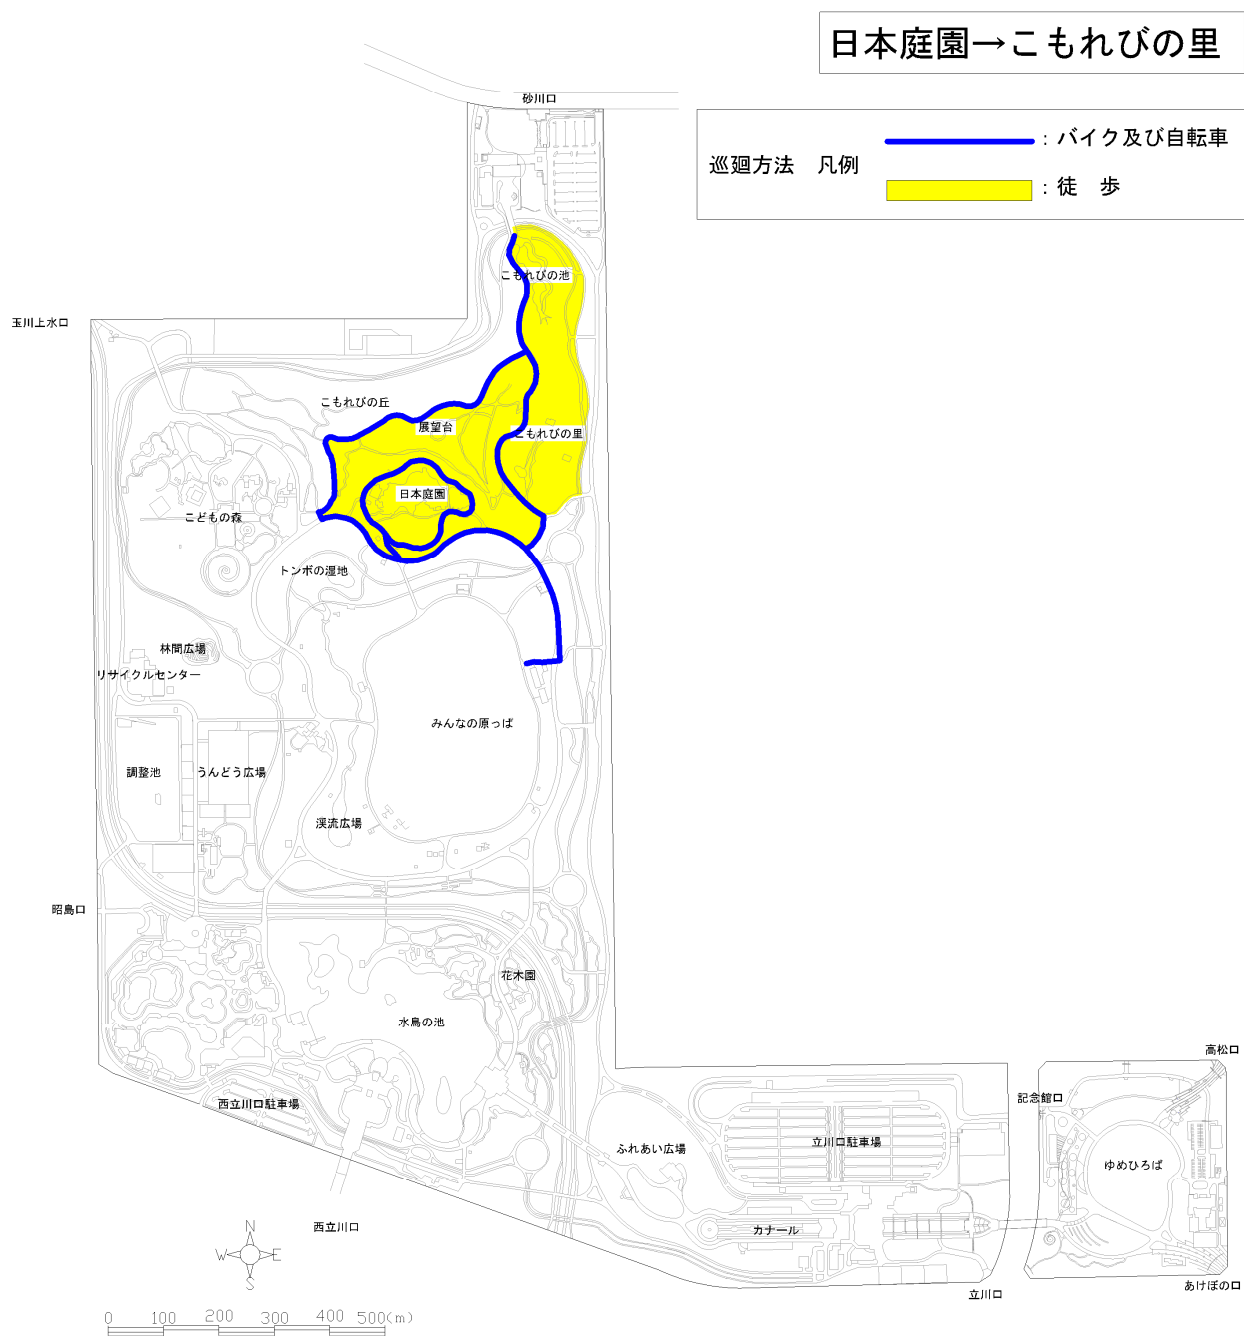 日本庭園→こもれびの里
砂川口
：バイク及び自転車
巡廻方法　凡例
：徒　歩
こもれびの池
玉川上水口
こもれびの丘
展望台
こもれびの里
日本庭園
こどもの森
トンボの湿地
林間広場
リサイクルセンター
みんなの原っぱ
調整池
うんどう広場
渓流広場
昭島口
花木園
水鳥の池
高松口
記念館口
西立川口駐車場
立川口駐車場
ふれあい広場
ゆめひろば
西立川口
カナール
N
W
E
S
あけぼの口
立川口
0 100 200 300 400 500(m)